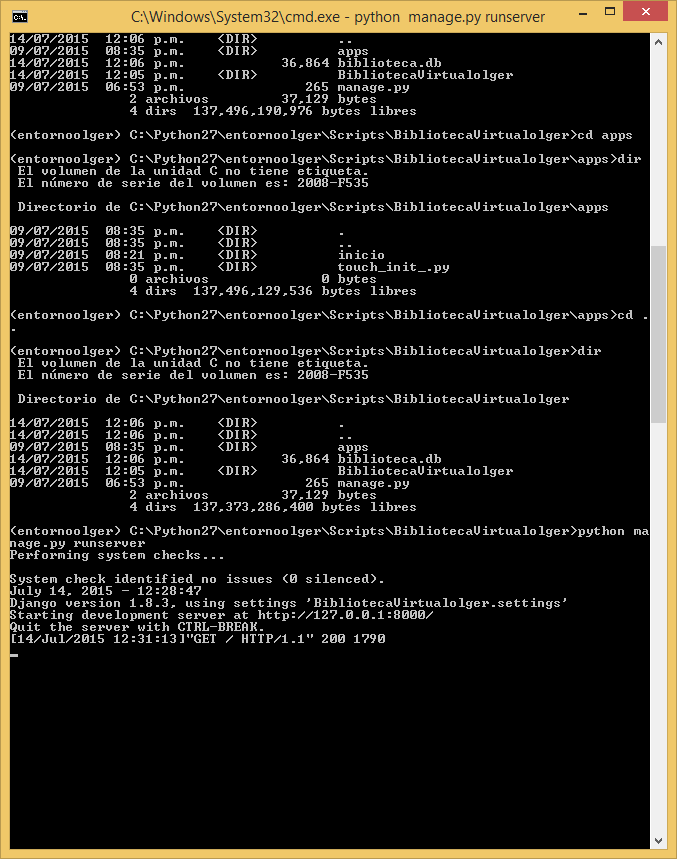 C:\Windows\System32\cmd.exe - python  manage.py runserver
14/07/2015  12:06 p.m.    <DIR>          ..
09/07/2015  08:35 p.m.    <DIR>          apps
14/07/2015  12:06 p.m.            36,864 biblioteca.db
14/07/2015  12:05 p.m.    <DIR>          BibliotecaVirtualolger
09/07/2015  06:53 p.m.               265 manage.py
               2 archivos         37,129 bytes
               4 dirs  137,496,190,976 bytes libres
(entornoolger) C:\Python27\entornoolger\Scripts\BibliotecaVirtualolger>cd apps
(entornoolger) C:\Python27\entornoolger\Scripts\BibliotecaVirtualolger\apps>dir
 El volumen de la unidad C no tiene etiqueta.
 El número de serie del volumen es: 2008-F535
 Directorio de C:\Python27\entornoolger\Scripts\BibliotecaVirtualolger\apps
09/07/2015  08:35 p.m.    <DIR>          .
09/07/2015  08:35 p.m.    <DIR>          ..
09/07/2015  08:21 p.m.    <DIR>          inicio
09/07/2015  08:35 p.m.    <DIR>          touch_init_.py
               0 archivos              0 bytes
               4 dirs  137,496,129,536 bytes libres
(entornoolger) C:\Python27\entornoolger\Scripts\BibliotecaVirtualolger\apps>cd .
.
(entornoolger) C:\Python27\entornoolger\Scripts\BibliotecaVirtualolger>dir
 El volumen de la unidad C no tiene etiqueta.
 El número de serie del volumen es: 2008-F535
 Directorio de C:\Python27\entornoolger\Scripts\BibliotecaVirtualolger
14/07/2015  12:06 p.m.    <DIR>          .
14/07/2015  12:06 p.m.    <DIR>          ..
09/07/2015  08:35 p.m.    <DIR>          apps
14/07/2015  12:06 p.m.            36,864 biblioteca.db
14/07/2015  12:05 p.m.    <DIR>          BibliotecaVirtualolger
09/07/2015  06:53 p.m.               265 manage.py
               2 archivos         37,129 bytes
               4 dirs  137,373,286,400 bytes libres
(entornoolger) C:\Python27\entornoolger\Scripts\BibliotecaVirtualolger>python ma
nage.py runserver
Performing system checks...
System check identified no issues (0 silenced).
July 14, 2015 - 12:28:47
Django version 1.8.3, using settings 'BibliotecaVirtualolger.settings'
Starting development server at http://127.0.0.1:8000/
Quit the server with CTRL-BREAK.
[14/Jul/2015 12:31:13]"GET / HTTP/1.1" 200 1790